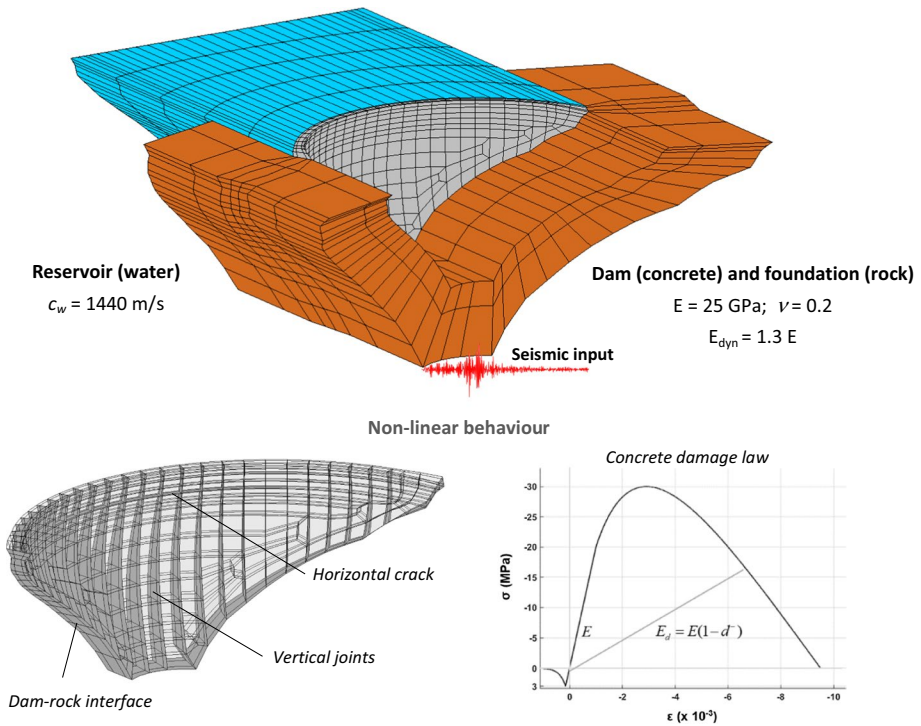 Reservoir (water)
c_w = 1440 m/s
Dam (concrete) and foundation (rock)
E = 25 GPa; ν = 0.2
E_dyn = 1.3 E
Seismic input
Non-linear behaviour
Horizontal crack
Vertical joints
Dam-rock interface
Concrete damage law
σ (MPa)
-30
-25
-20
-15
-10
-5
0
3
E
E_d = E(1−d⁻)
0 -2 -4 -6 -8 -10
ε (x 10⁻³)